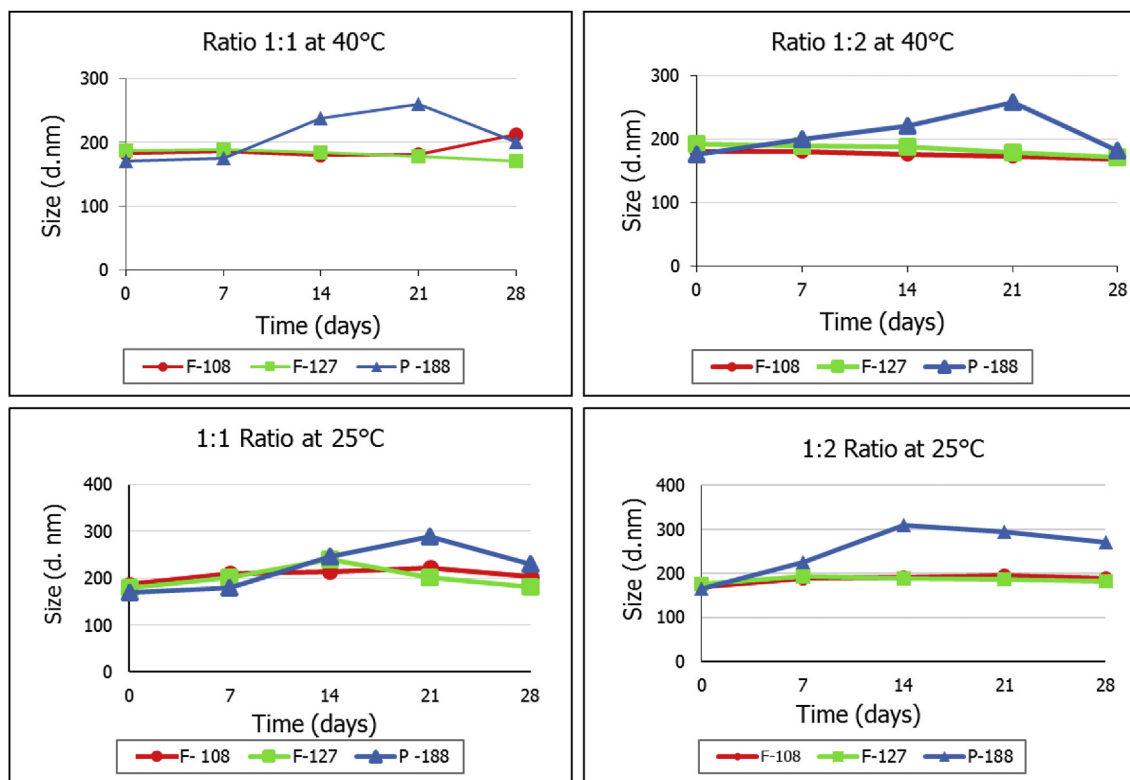 Ratio 1:1 at 40°C
300
200
100
0
Size (d.nm)
0 7 14 21 28
Time (days)
F-108 F-127 P -188
Ratio 1:2 at 40°C
300
200
100
0
Size (d.nm)
0 7 14 21 28
Time (days)
F-108 F-127 P -188
1:1 Ratio at 25°C
400
300
200
100
0
Size (d. nm)
0 7 14 21 28
Time (days)
F- 108 F-127 P -188
1:2 Ratio at 25°C
400
300
200
100
0
Size (d.nm)
0 7 14 21 28
Time (days)
F-108 F-127 P-188